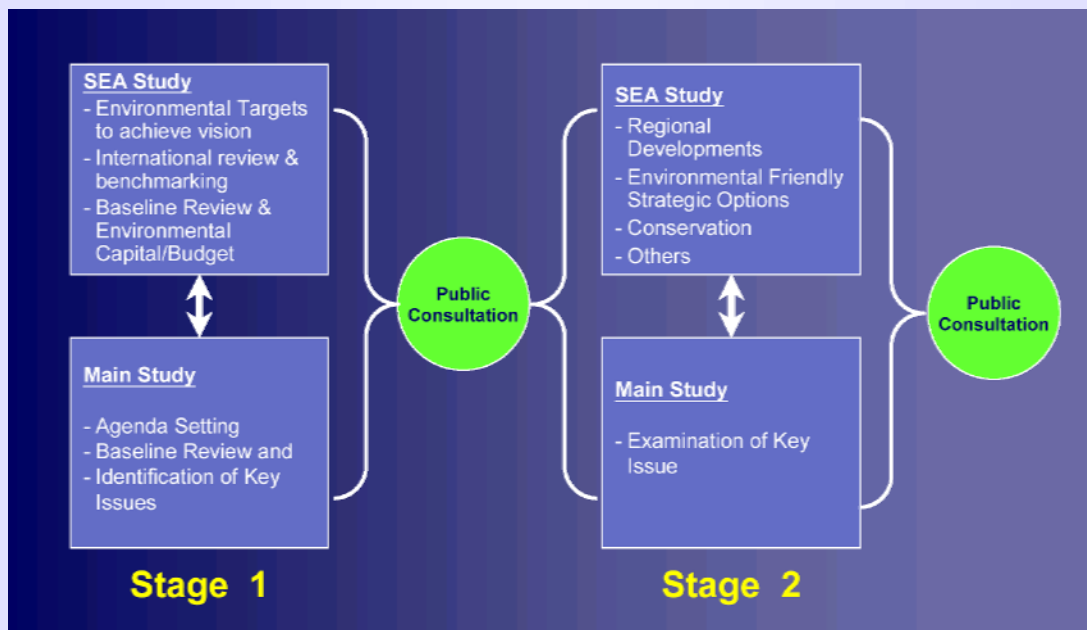 SEA Study
- Environmental Targets
to achieve vision
- International review &
benchmarking
- Baseline Review &
Environmental
Capital/Budget
Main Study
- Agenda Setting
- Baseline Review and
- Identification of Key
Issues
Stage 1
Public
Consultation
SEA Study
- Regional
Developments
- Environmental Friendly
Strategic Options
- Conservation
- Others
Main Study
- Examination of Key
Issue
Stage 2
Public
Consultation